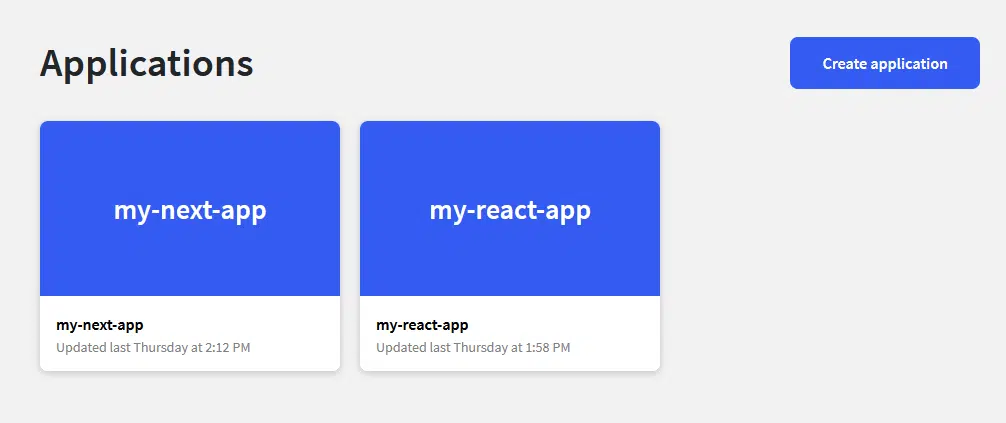 Applications
Create application
my-next-app
my-react-app
my-next-app
Updated last Thursday at 2:12 PM
my-react-app
Updated last Thursday at 1:58 PM